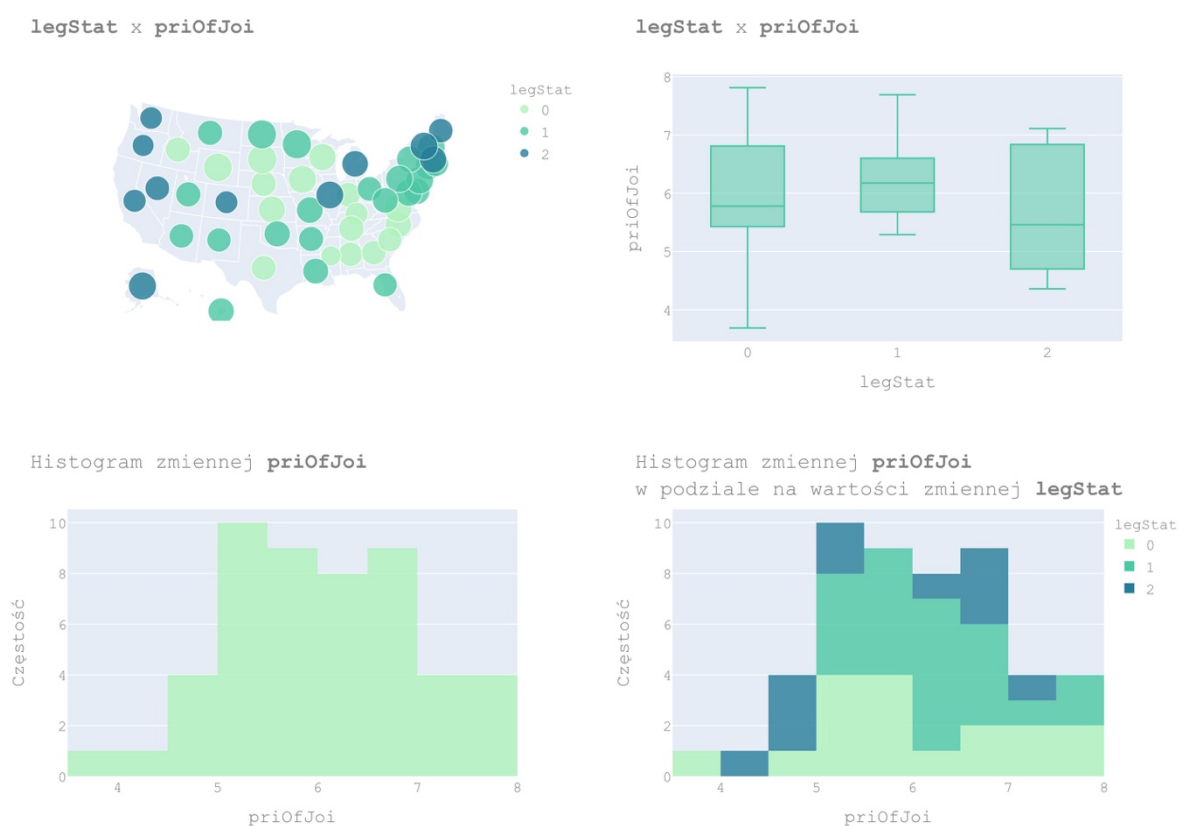 legStat x priOfJoi
legStat
0
1
2
legStat x priOfJoi
8
7
6
5
4
priOfJoi
0 1 2
legStat
Histogram zmiennej priOfJoi
10
8
6
4
2
0
Częstość
4 5 6 7 8
priOfJoi
Histogram zmiennej priOfJoi
w podziale na wartości zmiennej legStat
legStat
0
1
2
10
8
6
4
2
0
Częstość
4 5 6 7 8
priOfJoi